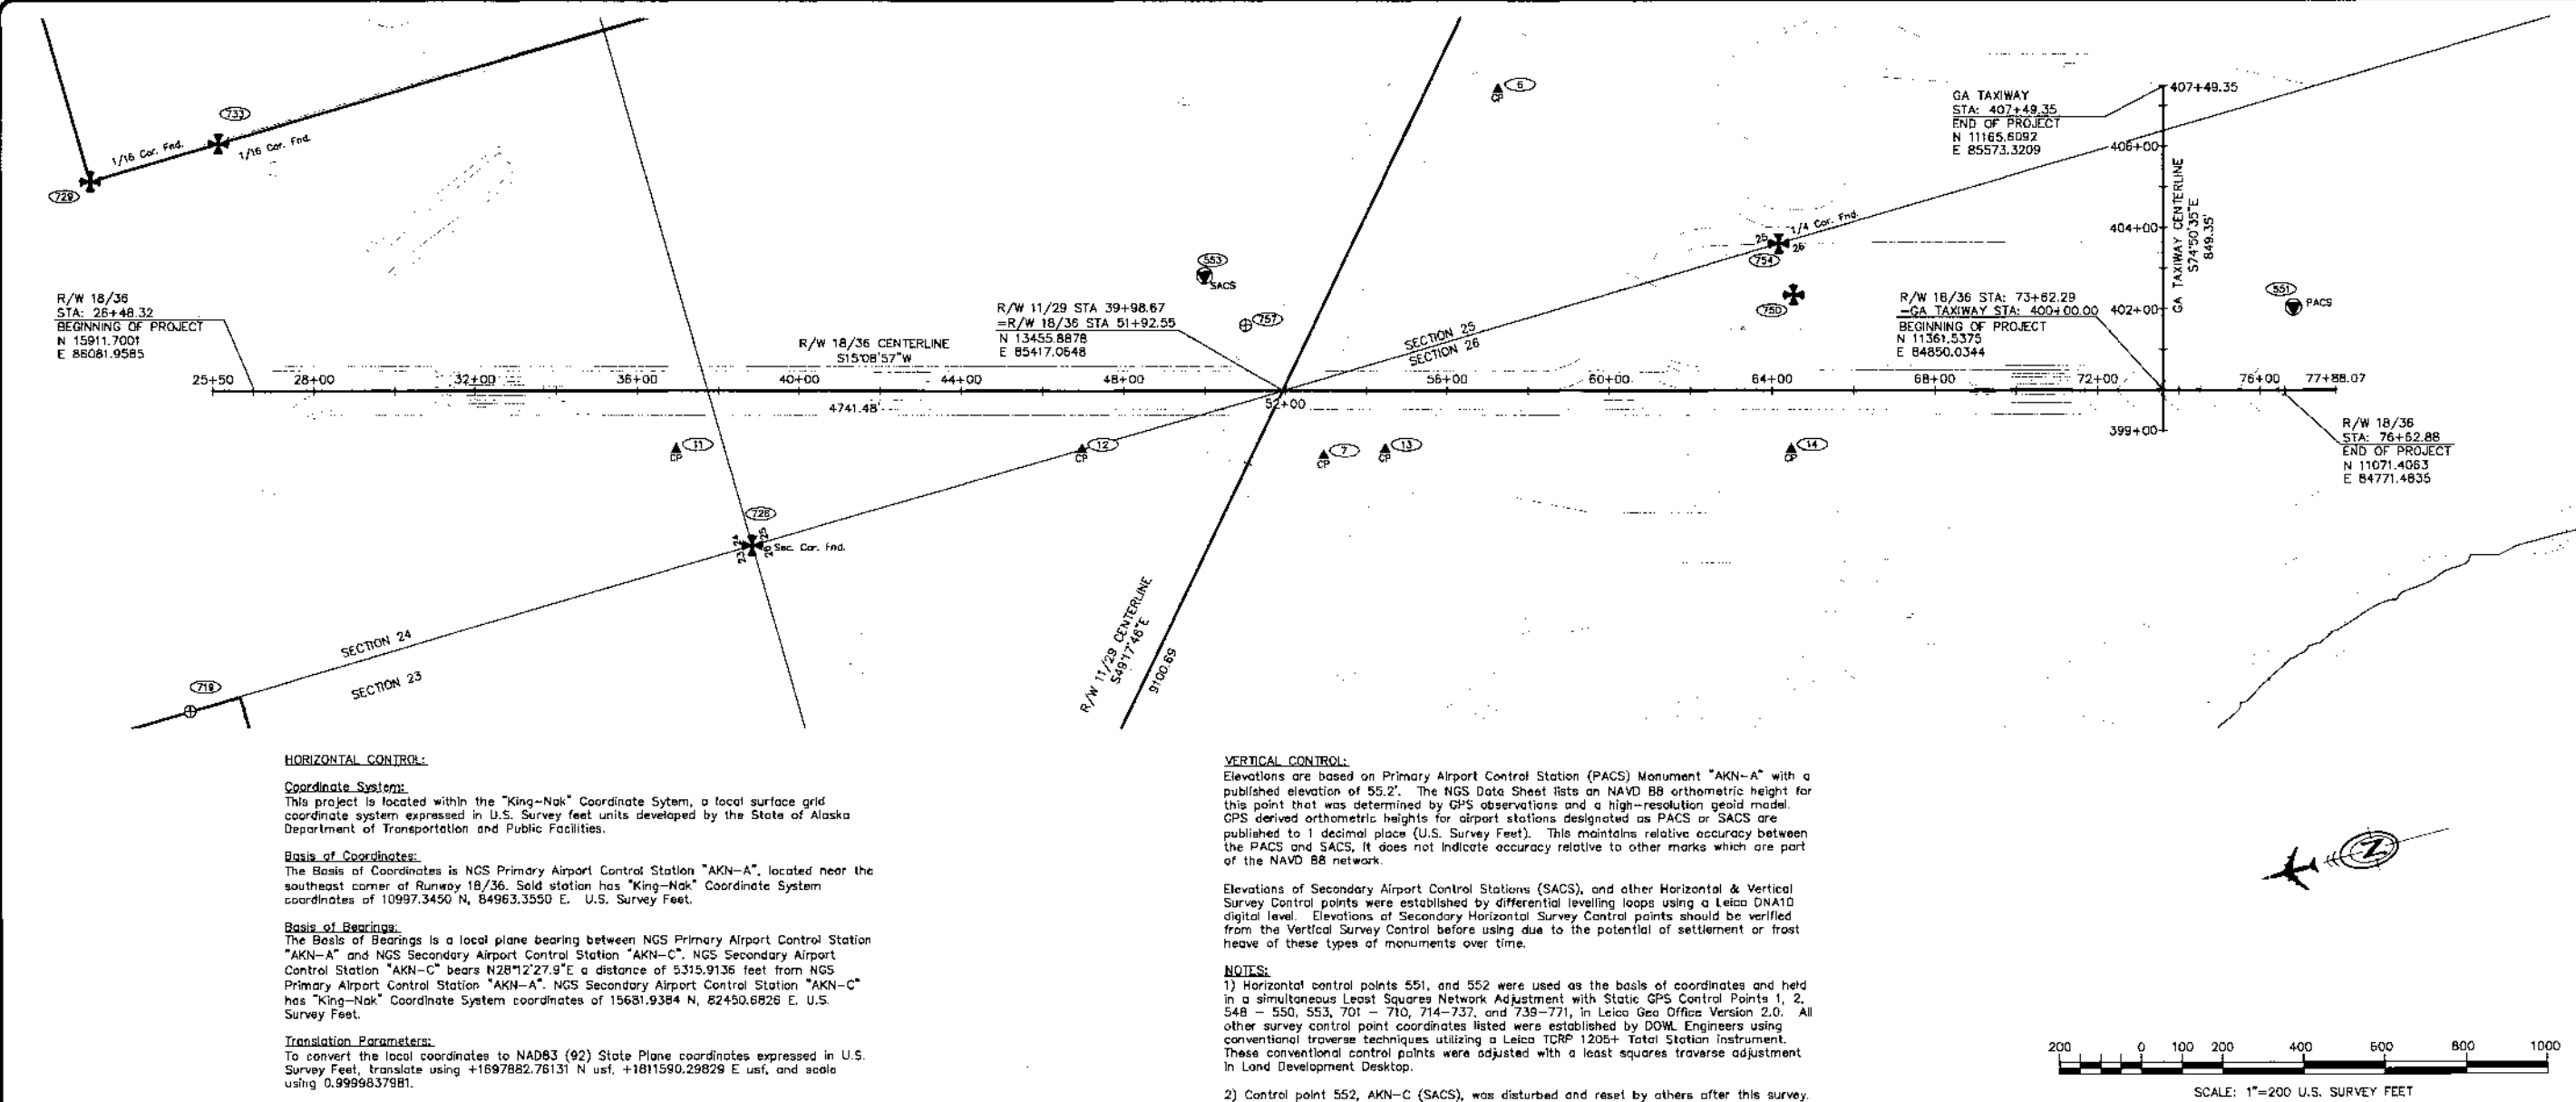 733
1/16 Cor. Fnd.
1/16 Cor. Fnd.
729
R/W 18/36
STA: 26+48.32
BEGINNING OF PROJECT
N 15911.7001
E 86081.9585
25+50
28+00
32+00
36+00
40+00
44+00
48+00
52+00
56+00
60+00
64+00
68+00
72+00
76+00
77+88.07
R/W 18/36 CENTERLINE
S15°08'57"W
4741.48'
R/W 11/29 STA 39+98.67
=R/W 18/36 STA 51+92.55
N 13455.8878
E 85417.0648
553
SACS
757
6
CP
SECTION 25
SECTION 26
1/4 Cor. Fnd.
25
26
754
750
GA TAXIWAY
STA: 407+49.35
END OF PROJECT
N 11165.6092
E 85573.3209
407+49.35
406+00
404+00
402+00
399+00
GA TAXIWAY CENTERLINE
S74°50'35"E
849.35'
R/W 18/36 STA: 73+62.29
=GA TAXIWAY STA: 400+00.00
BEGINNING OF PROJECT
N 11361.5375
E 84850.0344
551
PACS
R/W 18/36
STA: 76+62.88
END OF PROJECT
N 11071.4063
E 84771.4835
11
CP
12
CP
7
CP
13
CP
14
CP
726
24
25
23
26
Sec. Cor. Fnd.
SECTION 24
SECTION 23
719
R/W 11/29 CENTERLINE
S49°17'46"E
9100.69
HORIZONTAL CONTROL:
Coordinate System:
This project is located within the "King-Nak" Coordinate Sytem, a local surface grid
coordinate system expressed in U.S. Survey feet units developed by the State of Alaska
Department of Transportation and Public Facilities.
Basis of Coordinates:
The Basis of Coordinates is NGS Primary Airport Control Station "AKN-A", located near the
southeast corner of Runway 18/36. Said station has "King-Nak" Coordinate System
coordinates of 10997.3450 N, 84963.3550 E. U.S. Survey Feet.
Basis of Bearings:
The Basis of Bearings is a local plane bearing between NGS Primary Airport Control Station
"AKN-A" and NGS Secondary Airport Control Station "AKN-C". NGS Secondary Airport
Control Station "AKN-C" bears N28°12'27.9"E a distance of 5315.9136 feet from NGS
Primary Airport Control Station "AKN-A". NGS Secondary Airport Control Station "AKN-C"
has "King-Nak" Coordinate System coordinates of 15681.9384 N, 82450.6826 E. U.S.
Survey Feet.
Translation Parameters:
To convert the local coordinates to NAD83 (92) State Plane coordinates expressed in U.S.
Survey Feet, translate using +1697882.76131 N usf, +1811590.29829 E usf, and scale
using 0.9999837981.
VERTICAL CONTROL:
Elevations are based on Primary Airport Control Station (PACS) Monument "AKN-A" with a
published elevation of 55.2'. The NGS Data Sheet lists an NAVD 88 orthometric height for
this point that was determined by GPS observations and a high-resolution geoid model.
GPS derived orthometric heights for airport stations designated as PACS or SACS are
published to 1 decimal place (U.S. Survey Feet). This maintains relative accuracy between
the PACS and SACS, it does not indicate accuracy relative to other marks which are part
of the NAVD 88 network.
Elevations of Secondary Airport Control Stations (SACS), and other Horizontal & Vertical
Survey Control points were established by differential levelling loops using a Leica DNA10
digital level. Elevations of Secondary Horizontal Survey Control points should be verified
from the Vertical Survey Control before using due to the potential of settlement or frost
heave of these types of monuments over time.
NOTES:
1) Horizontal control points 551, and 552 were used as the basis of coordinates and held
in a simultaneous Least Squares Network Adjustment with Static GPS Control Points 1, 2,
548 - 550, 553, 701 - 710, 714-737, and 739-771, in Leica Geo Office Version 2.0. All
other survey control point coordinates listed were established by DOWL Engineers using
conventional traverse techniques utilizing a Leica TCRP 1205+ Total Station instrument.
These conventional control points were adjusted with a least squares traverse adjustment
in Land Development Desktop.
2) Control point 552, AKN-C (SACS), was disturbed and reset by others after this survey.
Z
200 0 100 200 400 600 800 1000
SCALE: 1"=200 U.S. SURVEY FEET